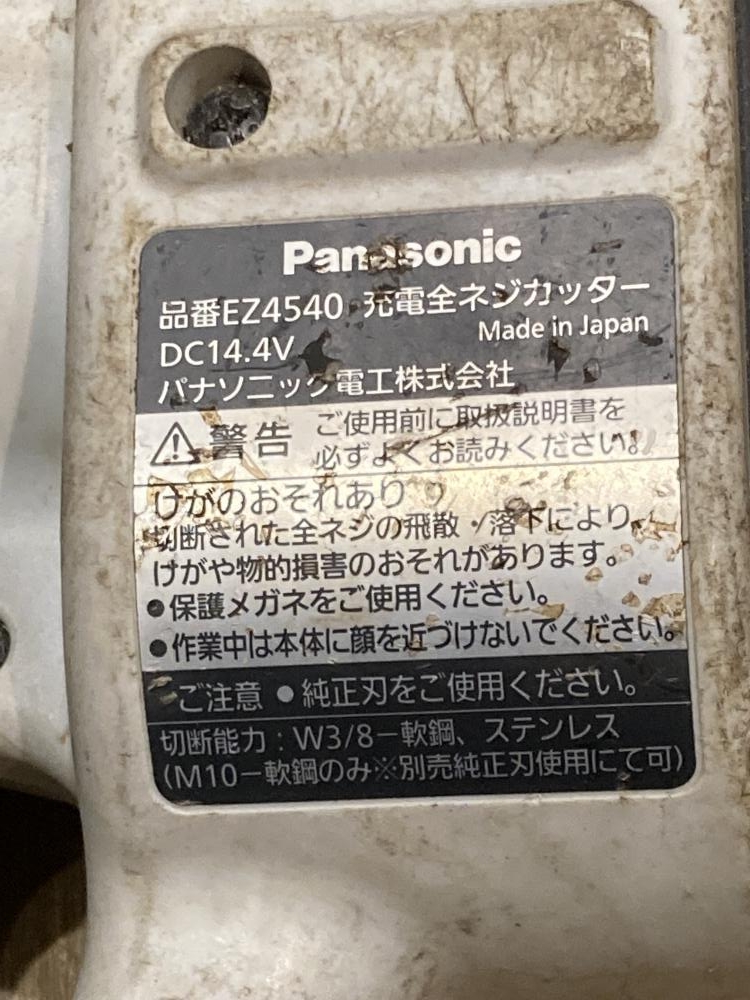 Panasonic
品番EZ4540 充電全ネジカッター
DC14.4V Made in Japan
パナソニック電工株式会社
警告 ご使用前に取扱説明書を
必ずよくお読みください。
けがのおそれあり
切断された全ネジの飛散・落下により、
けがや物的損害のおそれがあります。
●保護メガネをご使用ください。
●作業中は本体に顔を近づけないでください。
ご注意 ●純正刃をご使用ください。
切断能力:W3/8－軟鋼、ステンレス
(M10－軟鋼のみ※別売純正刃使用にて可)